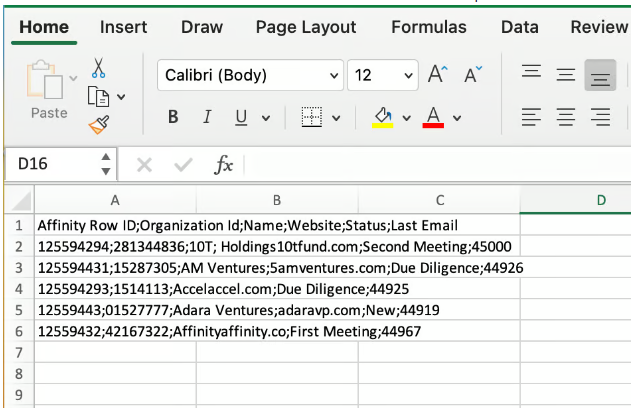 Home Insert Draw Page Layout Formulas Data Review
Calibri (Body) 12 A A
Paste
B I U A
D16 fx
A B C D
1 Affinity Row ID;Organization Id;Name;Website;Status;Last Email
2 125594294;281344836;10T; Holdings10tfund.com;Second Meeting;45000
3 125594431;15287305;AM Ventures;5amventures.com;Due Diligence;44926
4 125594293;1514113;Accelaccel.com;Due Diligence;44925
5 12559443;01527777;Adara Ventures;adaravp.com;New;44919
6 12559432;42167322;Affinityaffinity.co;First Meeting;44967
7
8
9